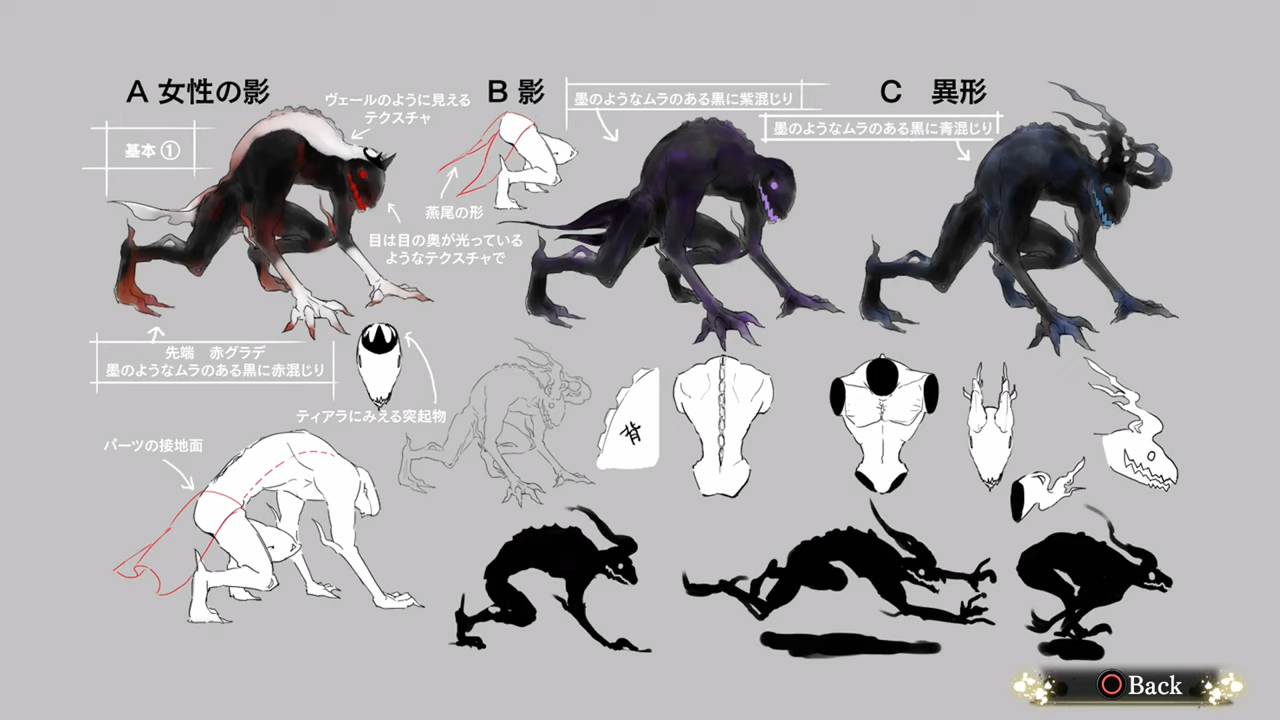 A 女性の影
ヴェールのように見える
テクスチャ
基本①
B 影
墨のようなムラのある黒に紫混じり
C 異形
墨のようなムラのある黒に青混じり
燕尾の形
目は目の奥が光っている
ようなテクスチャで
先端 赤グラデ
墨のようなムラのある黒に赤混じり
ティアラにみえる突起物
背
パーツの接地面
Back